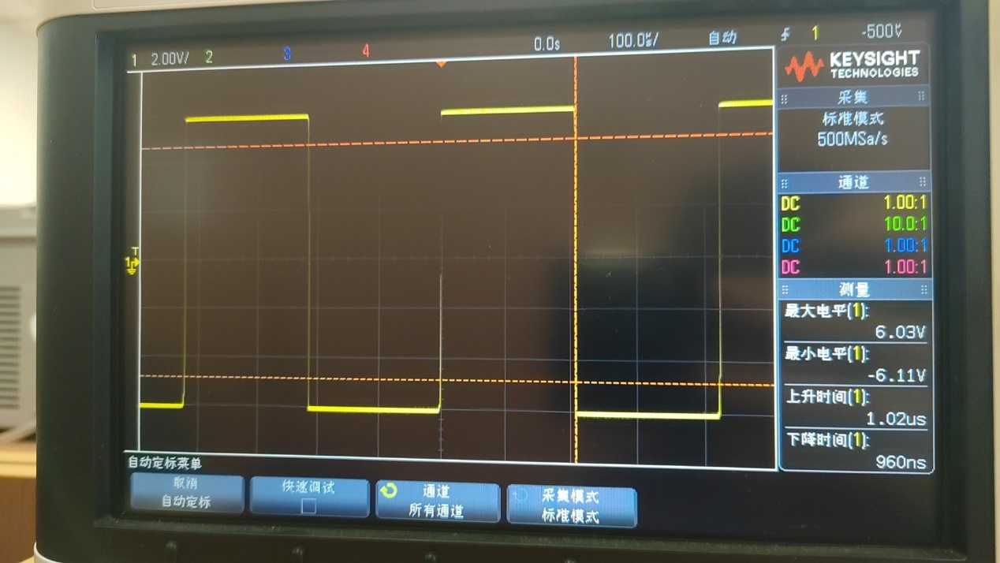 1 2.00V/ 2 3 4 0.0s 100.0㎲/ 自动 1 -500㎷
KEYSIGHT
TECHNOLOGIES
采集
标准模式
500MSa/s
通道
DC 1.00:1
DC 10.0:1
DC 1.00:1
DC 1.00:1
T
1
测量
最大电平(1):
6.03V
最小电平(1):
-6.11V
上升时间(1):
1.02us
下降时间(1):
960ns
自动定标菜单
取消
自动定标
快速调试
通道
所有通道
采集模式
标准模式